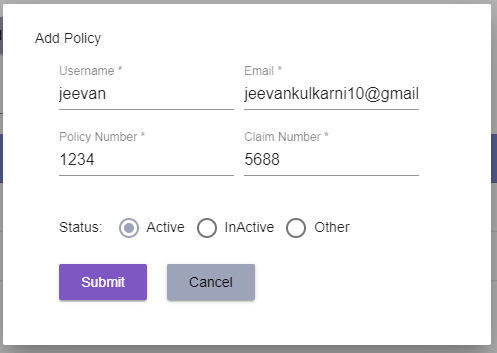 Add Policy
Username * Email *
jeevan jeevankulkarni10@gmail
Policy Number * Claim Number *
1234 5688
Status: Active InActive Other
Submit Cancel